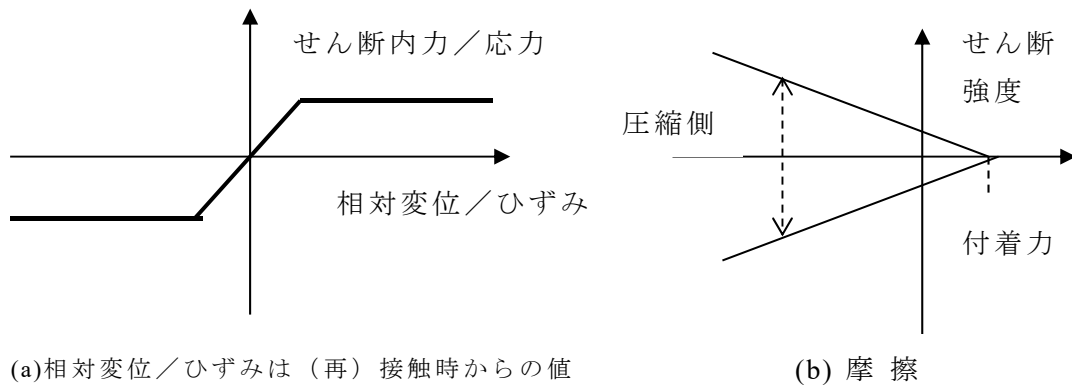 せん断内力／応力
相対変位／ひずみ
(a)相対変位／ひずみは（再）接触時からの値
せん断
強度
圧縮側
付着力
(b) 摩 擦